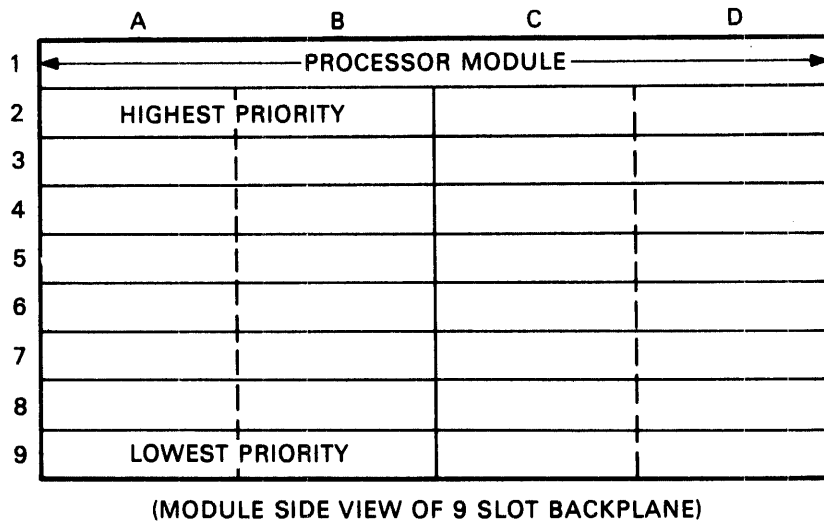 A B C D
1 PROCESSOR MODULE
2 HIGHEST PRIORITY
3
4
5
6
7
8
9 LOWEST PRIORITY
(MODULE SIDE VIEW OF 9 SLOT BACKPLANE)